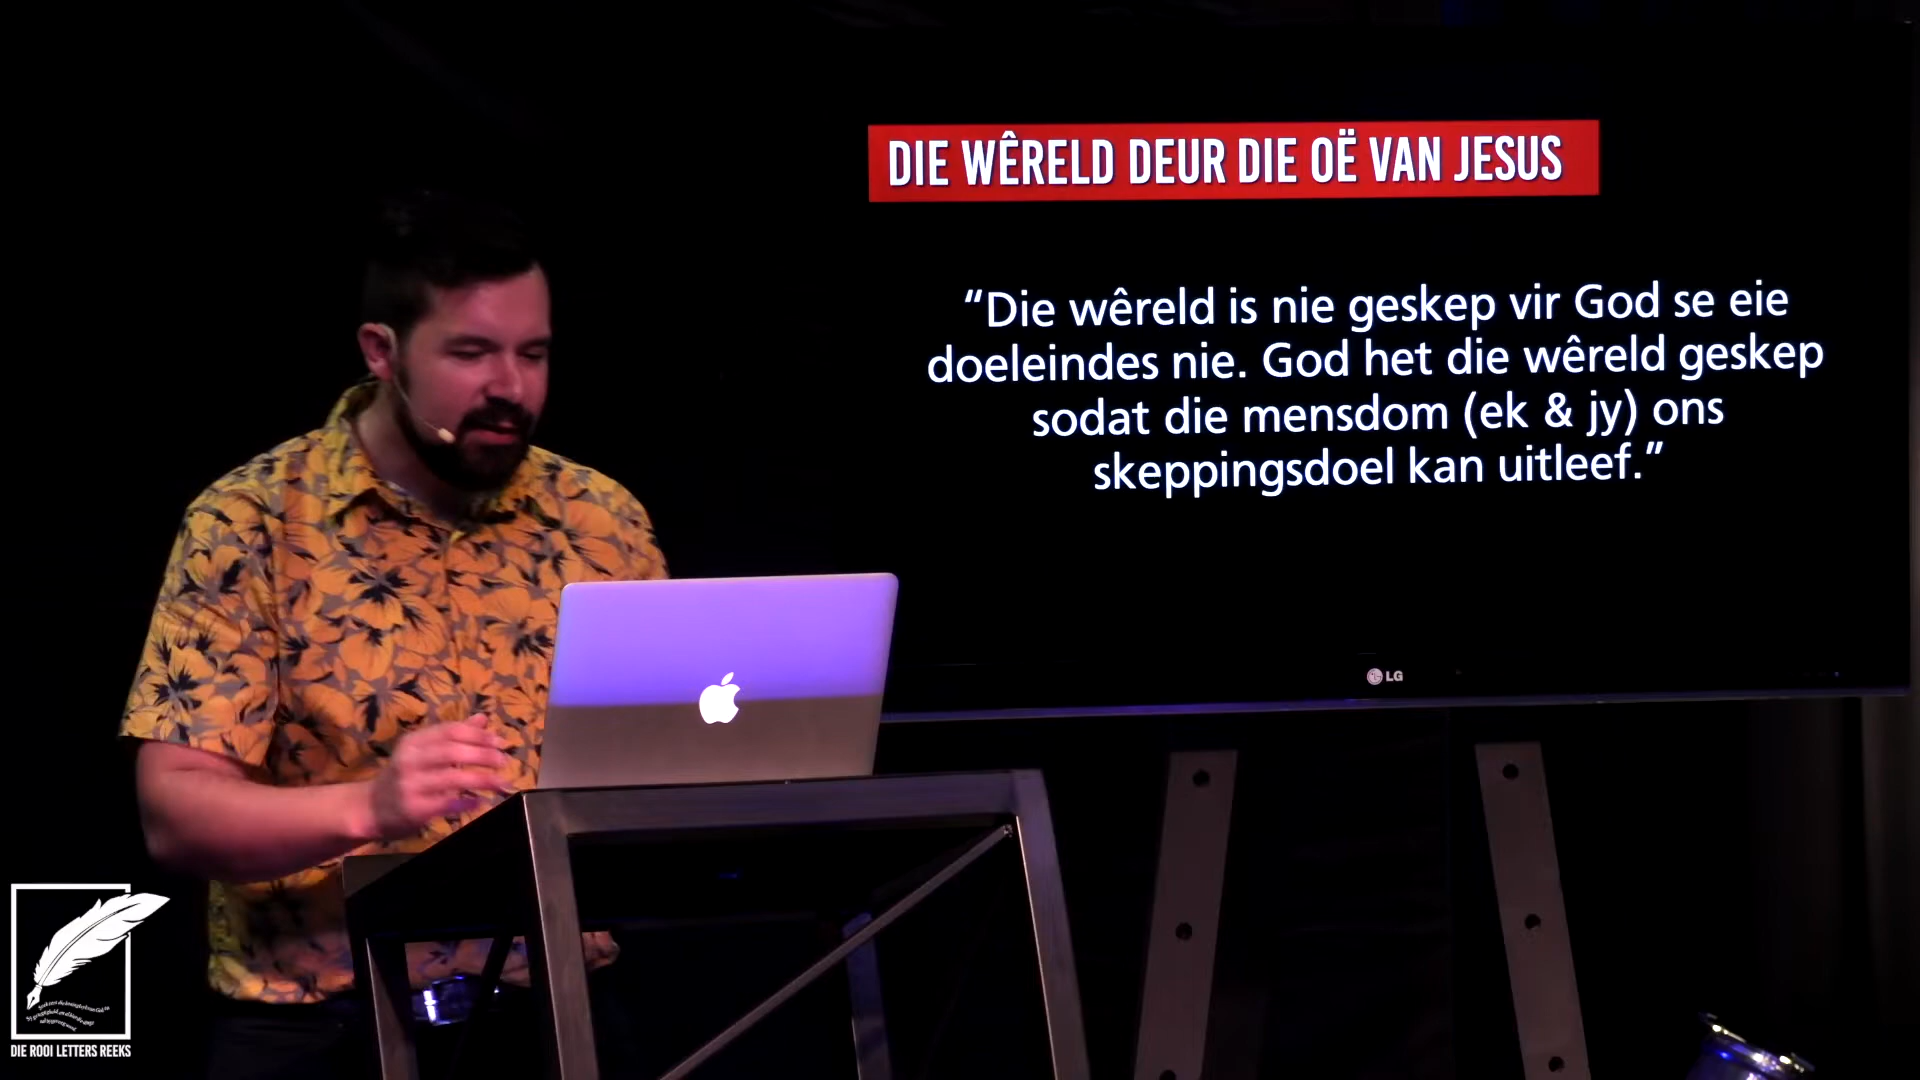 DIE WÊRELD DEUR DIE OË VAN JESUS
“Die wêreld is nie geskep vir God se eie
doeleindes nie. God het die wêreld geskep
sodat die mensdom (ek & jy) ons
skeppingsdoel kan uitleef.”
LG
DIE ROOI LETTERS REEKS